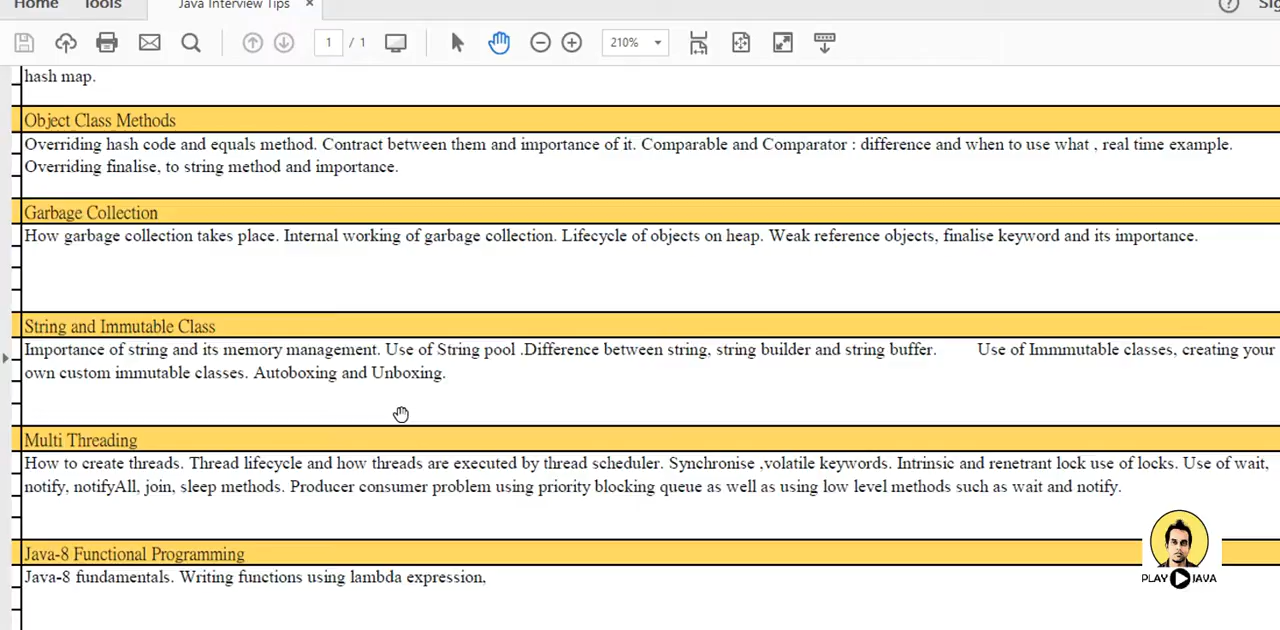 Home Tools Java Interview Tips × ?
1 / 1 210%
hash map.
Object Class Methods
Overriding hash code and equals method. Contract between them and importance of it. Comparable and Comparator : difference and when to use what , real time example.
Overriding finalise, to string method and importance.
Garbage Collection
How garbage collection takes place. Internal working of garbage collection. Lifecycle of objects on heap. Weak reference objects, finalise keyword and its importance.
String and Immutable Class
Importance of string and its memory management. Use of String pool .Difference between string, string builder and string buffer. Use of Immmutable classes, creating your
own custom immutable classes. Autoboxing and Unboxing.
Multi Threading
How to create threads. Thread lifecycle and how threads are executed by thread scheduler. Synchronise ,volatile keywords. Intrinsic and renetrant lock use of locks. Use of wait,
notify, notifyAll, join, sleep methods. Producer consumer problem using priority blocking queue as well as using low level methods such as wait and notify.
Java-8 Functional Programming
Java-8 fundamentals. Writing functions using lambda expression,
PLAY JAVA